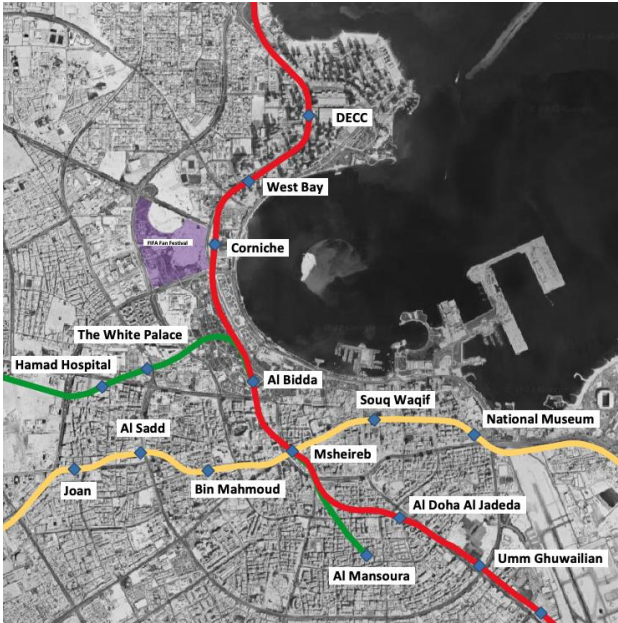 DECC
West Bay
FIFA Fan Festival
Corniche
The White Palace
Hamad Hospital
Al Bidda
Souq Waqif
National Museum
Al Sadd
Msheireb
Joan
Bin Mahmoud
Al Doha Al Jadeda
Umm Ghuwailian
Al Mansoura